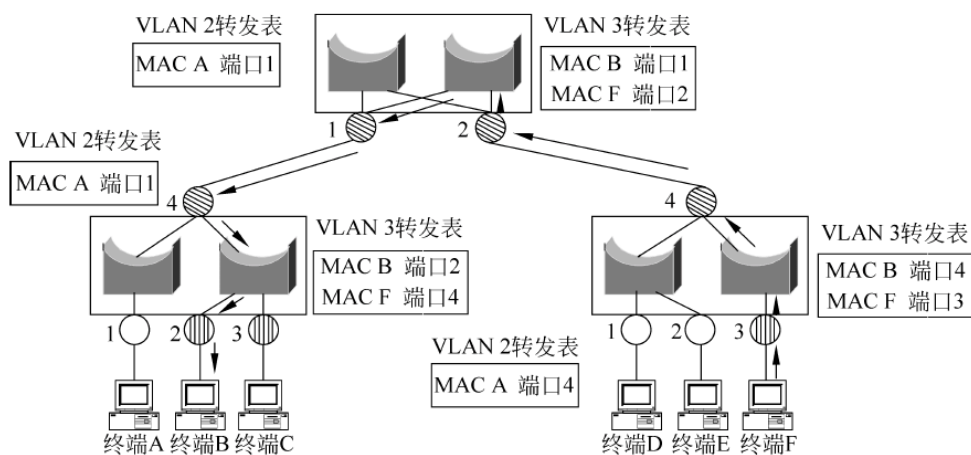 VLAN 2转发表
MAC A 端口1
VLAN 3转发表
MAC B 端口1
MAC F 端口2
1
2
VLAN 2转发表
MAC A 端口1
4
VLAN 3转发表
MAC B 端口2
MAC F 端口4
1
2
3
终端A
终端B
终端C
4
VLAN 3转发表
MAC B 端口4
MAC F 端口3
1
2
3
VLAN 2转发表
MAC A 端口4
终端D
终端E
终端F